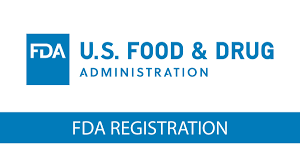 FDA
U.S. FOOD & DRUG
ADMINISTRATION
FDA REGISTRATION